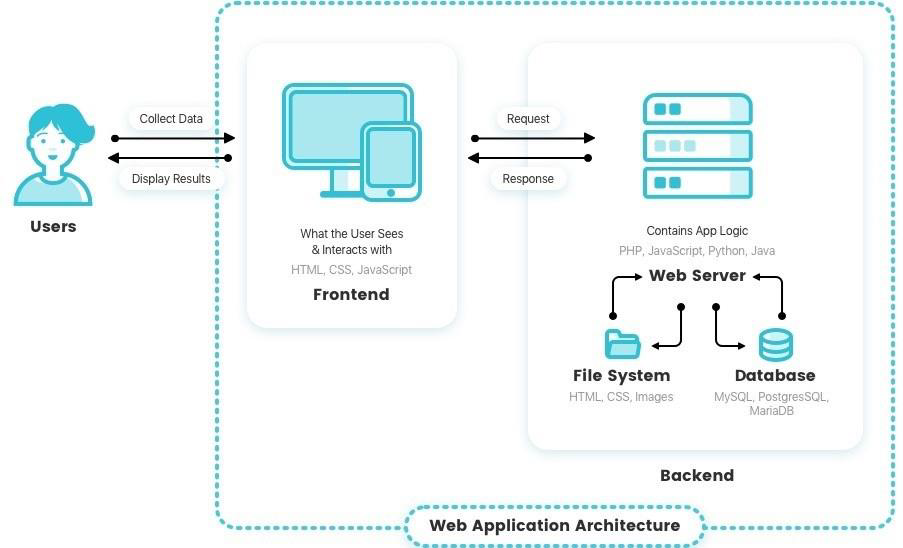 Collect Data
Display Results
Users
What the User Sees
& Interacts with
HTML, CSS, JavaScript
Frontend
Request
Response
Contains App Logic
PHP, JavaScript, Python, Java
Web Server
File System
HTML, CSS, Images
Database
MySQL, PostgresSQL,
MariaDB
Backend
Web Application Architecture